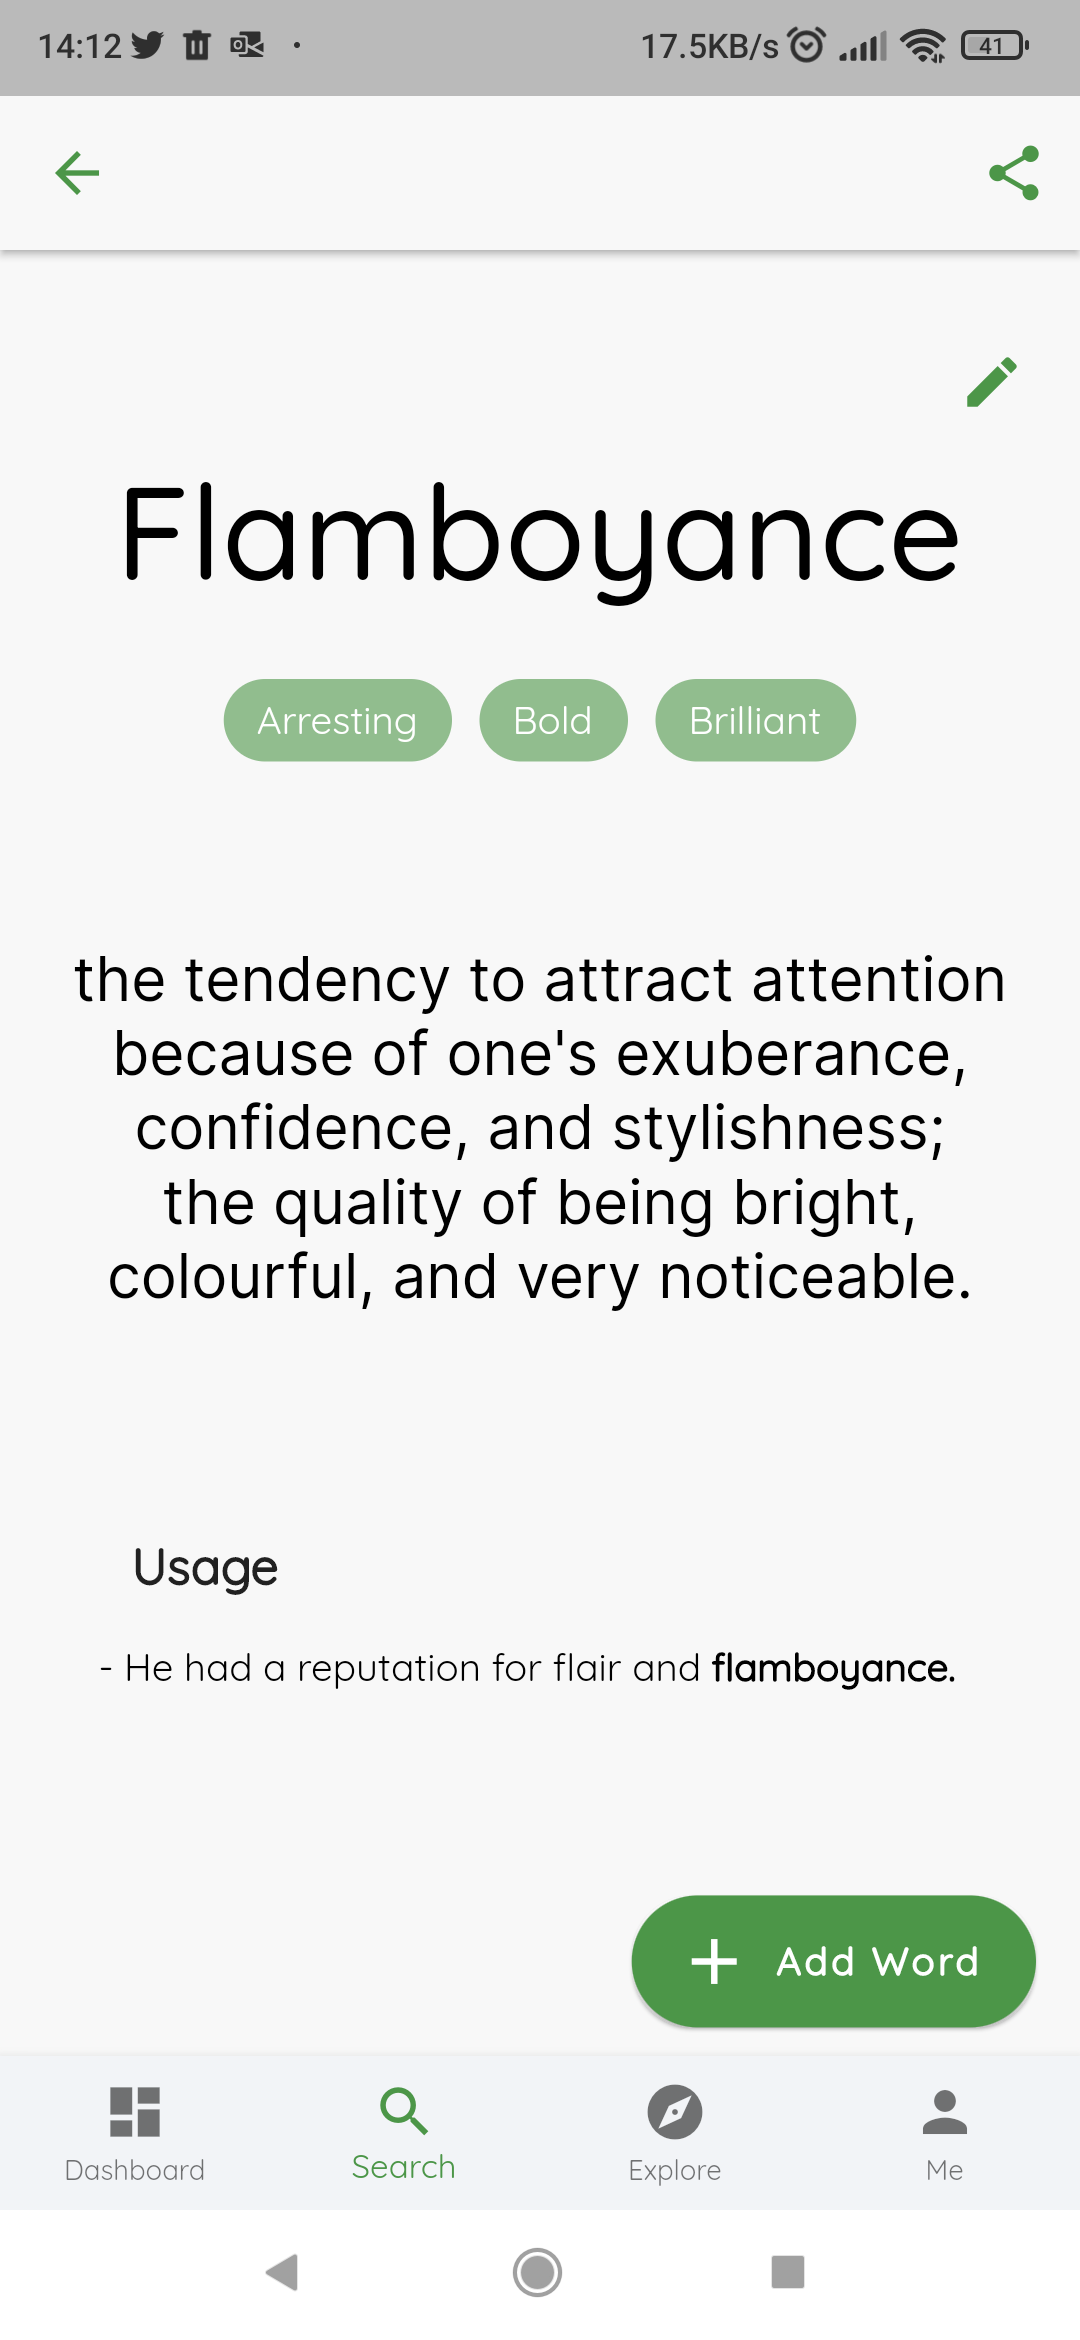 14:12 17.5KB/s 41
Flamboyance
Arresting Bold Brilliant
the tendency to attract attention
because of one's exuberance,
confidence, and stylishness;
the quality of being bright,
colourful, and very noticeable.
Usage
- He had a reputation for flair and flamboyance.
+ Add Word
Dashboard Search Explore Me